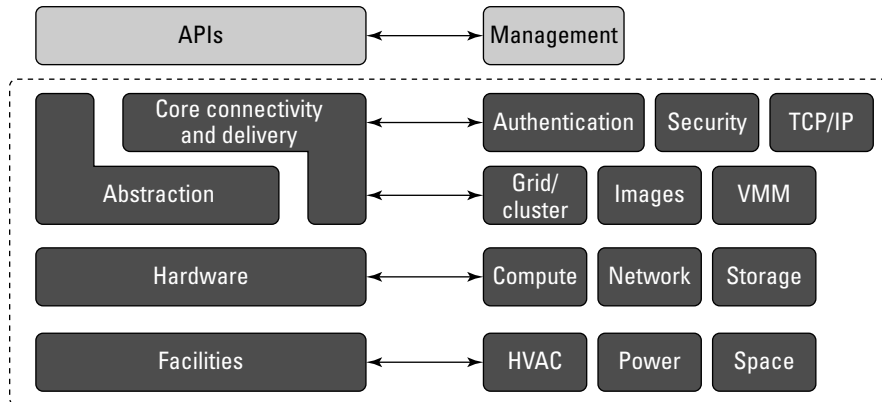 APIs
Management
Core connectivity
and delivery
Authentication
Security
TCP/IP
Abstraction
Grid/
cluster
Images
VMM
Hardware
Compute
Network
Storage
Facilities
HVAC
Power
Space